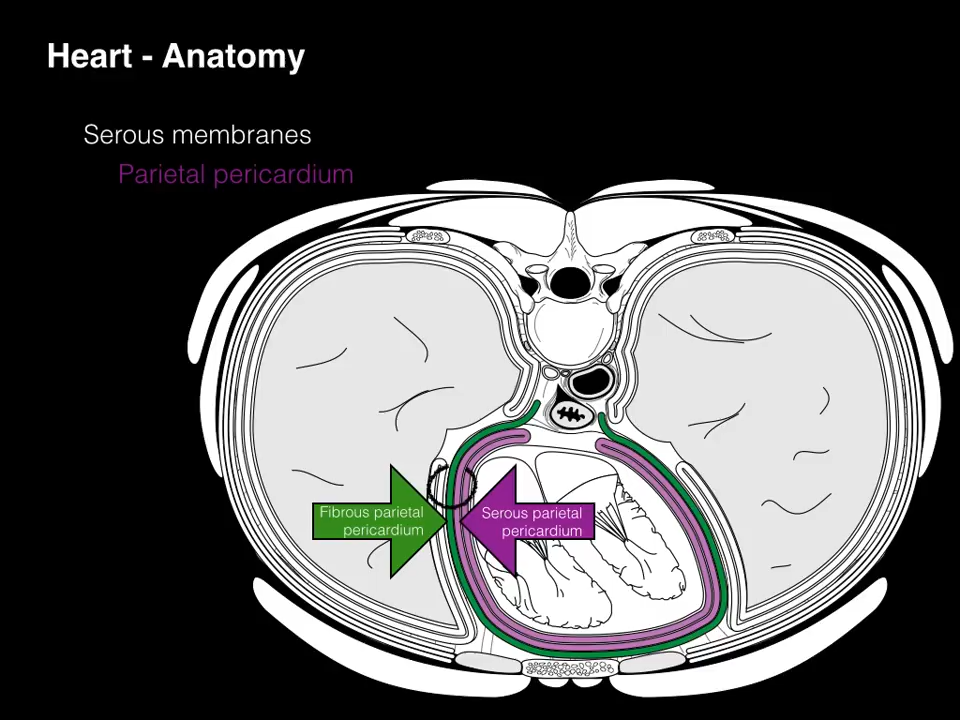 Heart - Anatomy
Serous membranes
Parietal pericardium
Fibrous parietal
pericardium
Serous parietal
pericardium